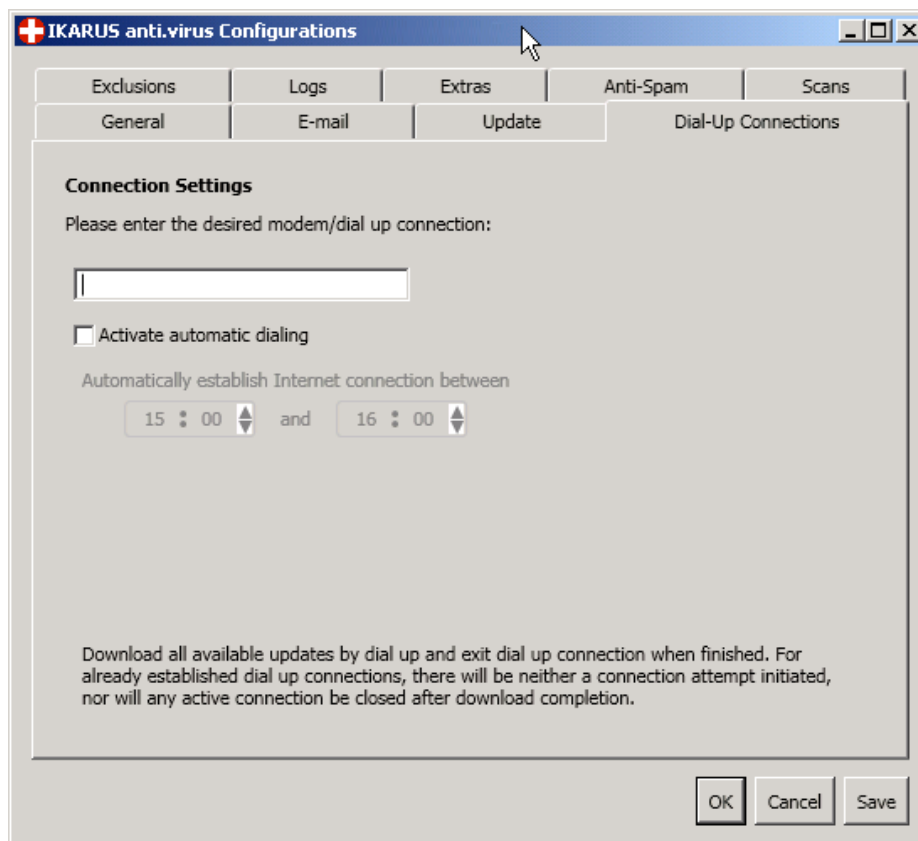 IKARUS anti.virus Configurations
Exclusions Logs Extras Anti-Spam Scans
General E-mail Update Dial-Up Connections
Connection Settings
Please enter the desired modem/dial up connection:
Activate automatic dialing
Automatically establish Internet connection between
15 : 00 and 16 : 00
Download all available updates by dial up and exit dial up connection when finished. For
already established dial up connections, there will be neither a connection attempt initiated,
nor will any active connection be closed after download completion.
OK Cancel Save